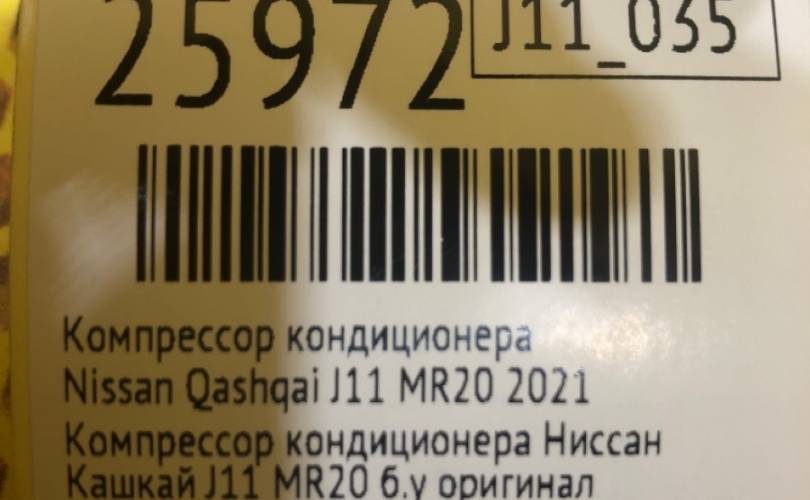 25972
J11_035
Компрессор кондиционера
Nissan Qashqai J11 MR20 2021
Компрессор кондиционера Ниссан
Кашкай J11 MR20 б.у оригинал